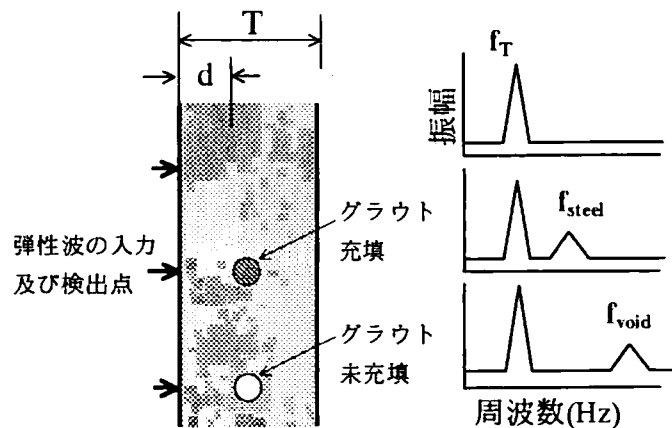 T
d
弾性波の入力
及び検出点
グラウト
充填
グラウト
未充填
f_T
振幅
f_steel
f_void
周波数(Hz)